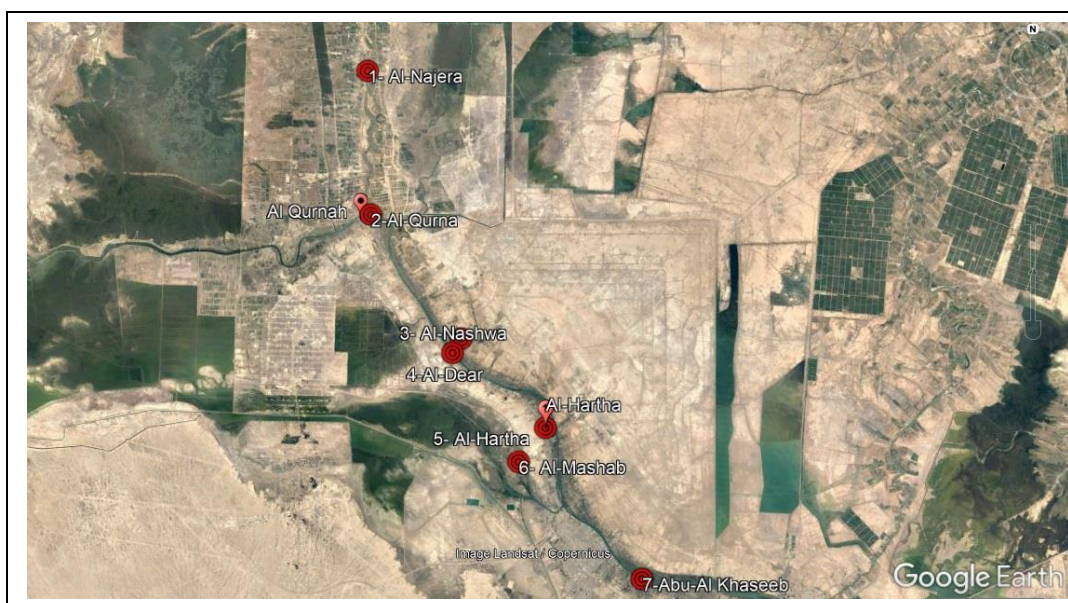 N
1- Al-Najera
Al Qurnah
2-Al-Qurna
3- Al-Nashwa
4-Al-Dear
Al-Hartha
5- Al-Hartha
6- Al-Mashab
Image Landsat / Copernicus
7-Abu-Al Khaseeb
Google Earth